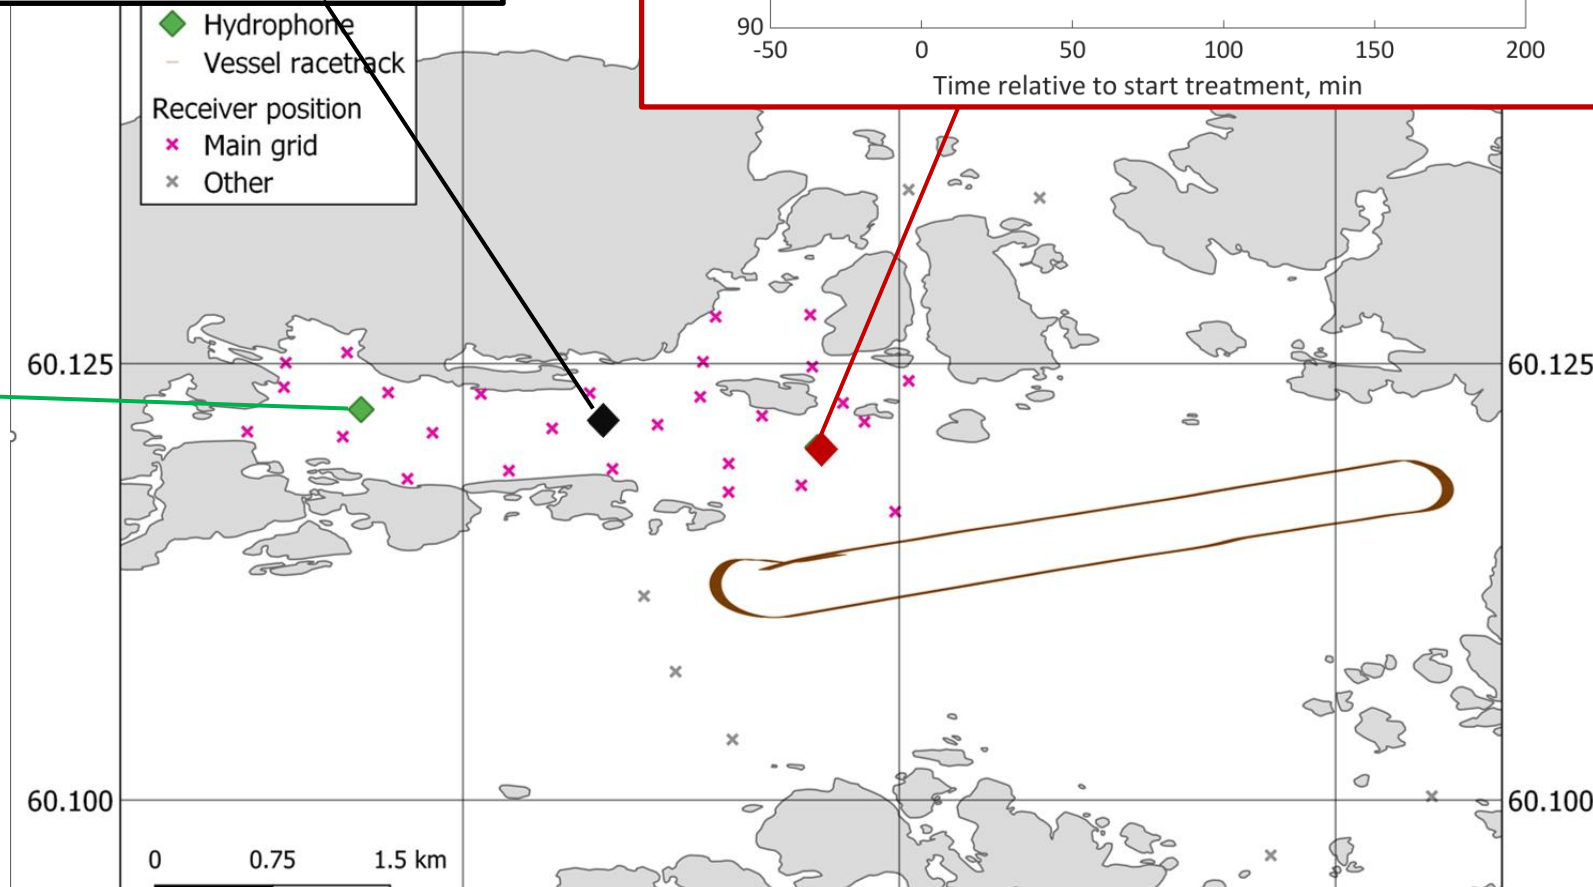 Hydrophone
Vessel racetrack
Receiver position
Main grid
Other
90
-50 0 50 100 150 200
Time relative to start treatment, min
60.125 60.125
60.100 60.100
0 0.75 1.5 km